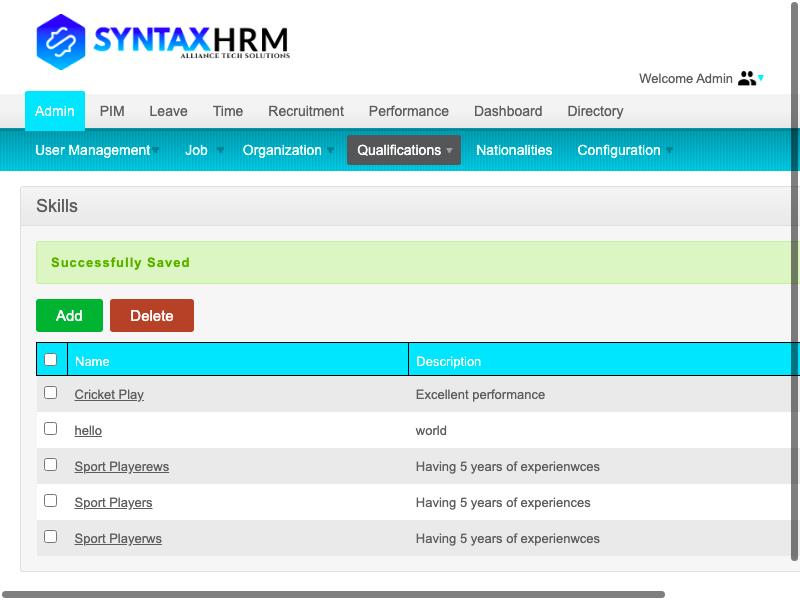 SYNTAXHRM
ALLIANCE TECH SOLUTIONS
Welcome Admin
Admin PIM Leave Time Recruitment Performance Dashboard Directory
User Management Job Organization Qualifications Nationalities Configuration
Skills
Successfully Saved
Add Delete
Name Description
Cricket Play Excellent performance
hello world
Sport Playerews Having 5 years of experienwces
Sport Players Having 5 years of experiences
Sport Playerws Having 5 years of experienwces